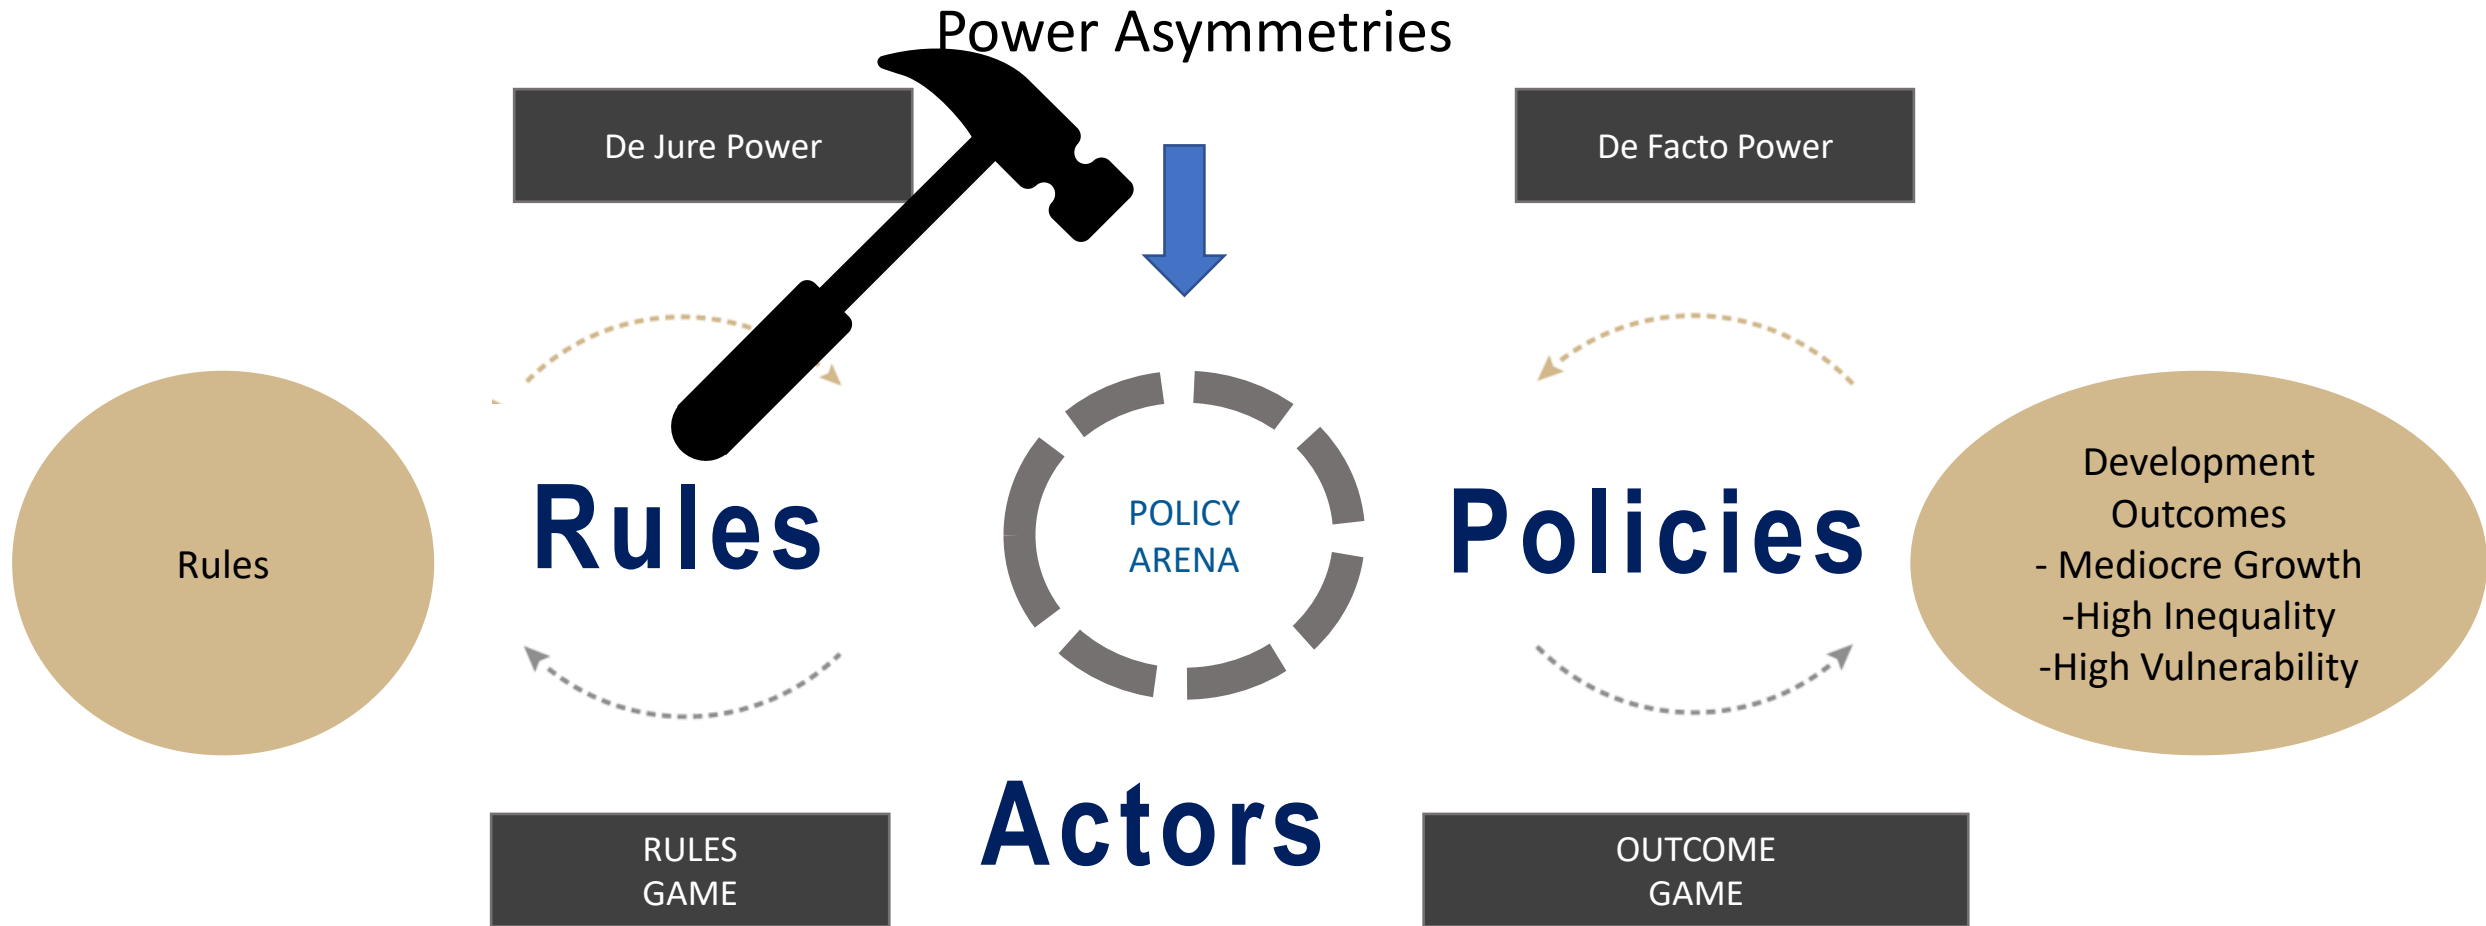 Power Asymmetries
De Jure Power
De Facto Power
Rules
Rules
POLICY
ARENA
Policies
Development
Outcomes
- Mediocre Growth
-High Inequality
-High Vulnerability
Actors
RULES
GAME
OUTCOME
GAME